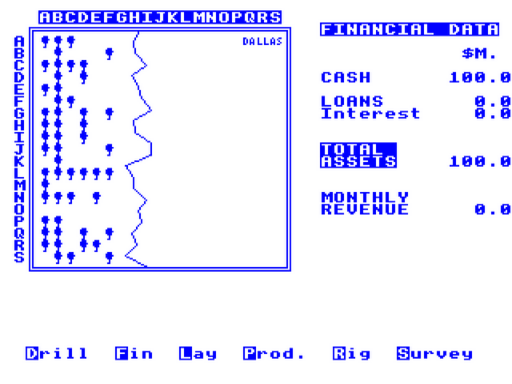 ABCDEFGHIJKLMNOPQRS
A
B
C
D
E
F
G
H
I
J
K
L
M
N
O
P
Q
R
S
DALLAS
FINANCIAL DATA
$M.
CASH 100.0
LOANS 0.0
Interest 0.0
TOTAL
ASSETS 100.0
MONTHLY
REVENUE 0.0
Drill Fin Lay Prod. Rig Survey